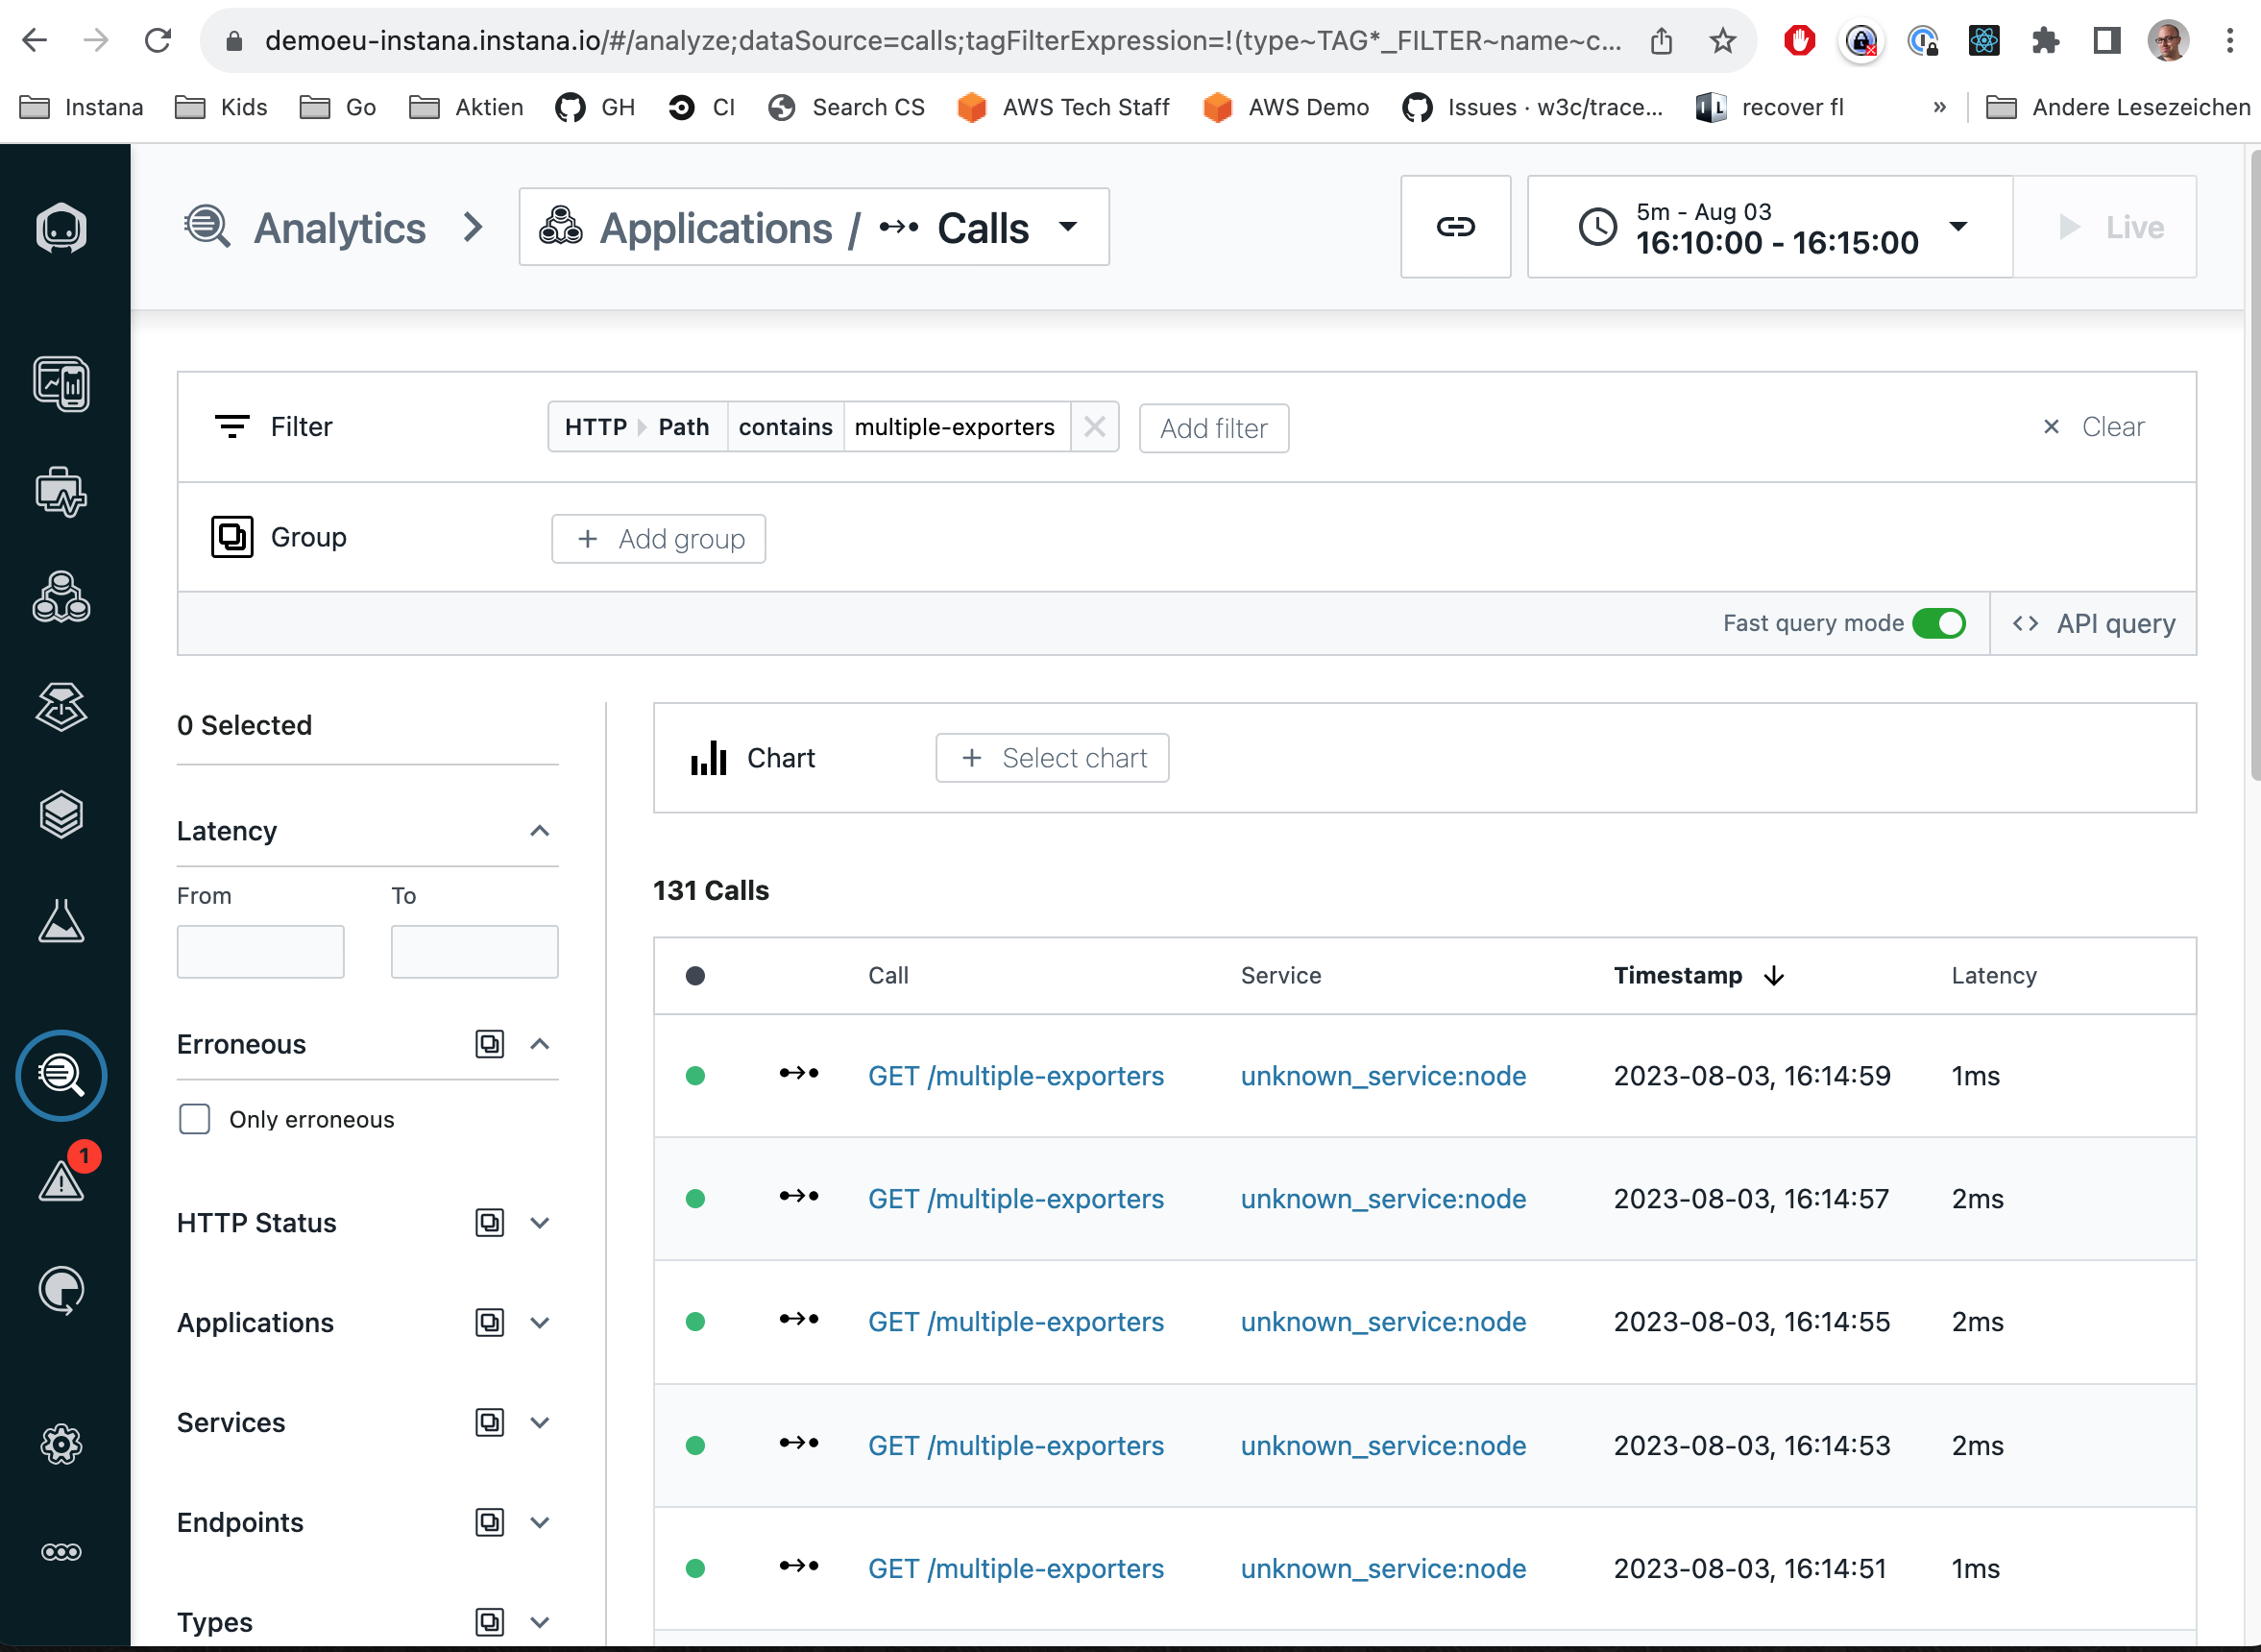 demoeu-instana.instana.io/#/analyze;dataSource=calls;tagFilterExpression=!(type~TAG*_FILTER~name~c...
Instana Kids Go Aktien GH CI Search CS AWS Tech Staff AWS Demo Issues · w3c/trace... recover fl » Andere Lesezeichen
Analytics Applications / Calls
5m - Aug 03
16:10:00 - 16:15:00
Live
Filter HTTP Path contains multiple-exporters Add filter × Clear
Group + Add group
Fast query mode <> API query
0 Selected
Chart + Select chart
Latency
From To
131 Calls
Call Service Timestamp Latency
Erroneous
Only erroneous
HTTP Status
Applications
Services
Endpoints
Types
1
GET /multiple-exporters unknown_service:node 2023-08-03, 16:14:59 1ms
GET /multiple-exporters unknown_service:node 2023-08-03, 16:14:57 2ms
GET /multiple-exporters unknown_service:node 2023-08-03, 16:14:55 2ms
GET /multiple-exporters unknown_service:node 2023-08-03, 16:14:53 2ms
GET /multiple-exporters unknown_service:node 2023-08-03, 16:14:51 1ms